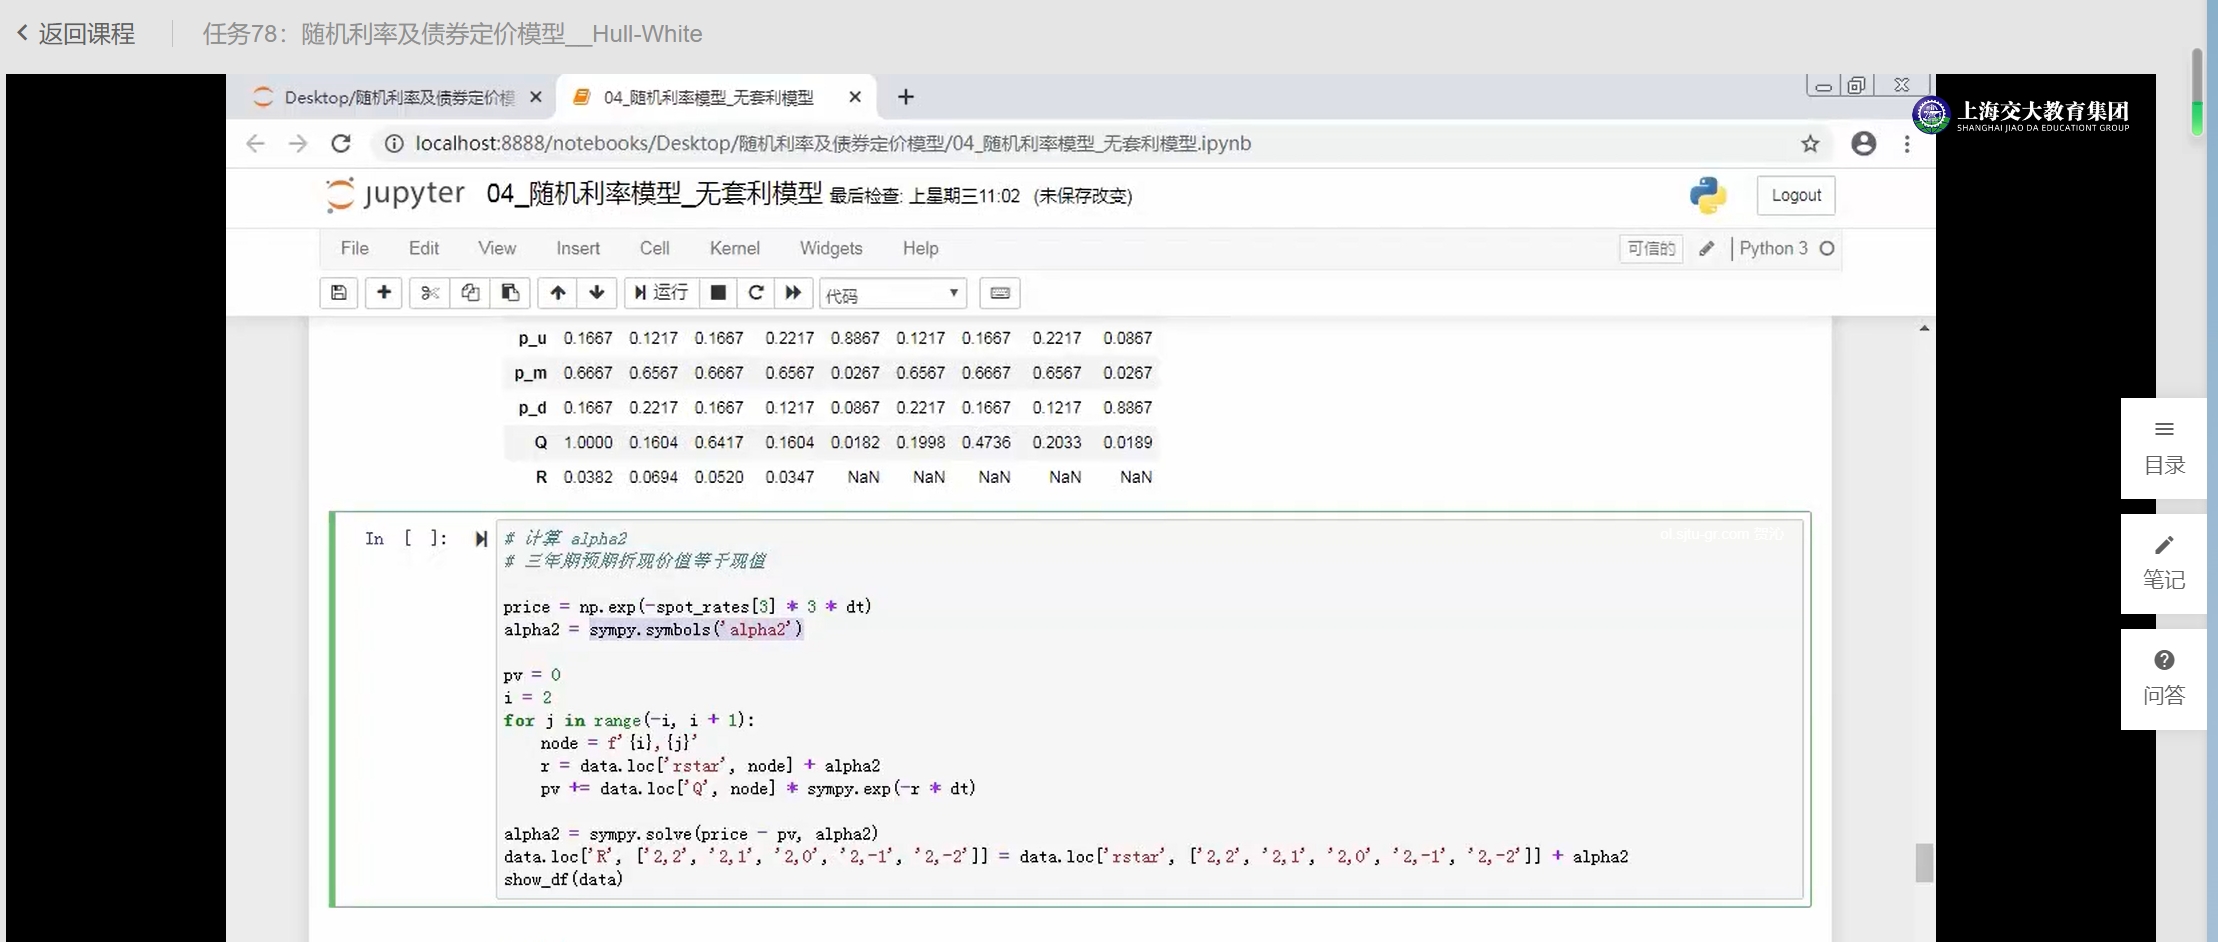 返回课程
任务78：随机利率及债券定价模型__Hull-White
Desktop/随机利率及债券定价模
04_随机利率模型_无套利模型
上海交大教育集团
SHANGHAI JIAO DA EDUCATIONT GROUP
localhost:8888/notebooks/Desktop/随机利率及债券定价模型/04_随机利率模型_无套利模型.ipynb
jupyter 04_随机利率模型_无套利模型 最后检查: 上星期三11:02 (未保存改变)
Logout
File Edit View Insert Cell Kernel Widgets Help
可信的 Python 3
运行 代码
p_u 0.1667 0.1217 0.1667 0.2217 0.8867 0.1217 0.1667 0.2217 0.0867
p_m 0.6667 0.6567 0.6667 0.6567 0.0267 0.6567 0.6667 0.6567 0.0267
p_d 0.1667 0.2217 0.1667 0.1217 0.0867 0.2217 0.1667 0.1217 0.8867
Q 1.0000 0.1604 0.6417 0.1604 0.0182 0.1998 0.4736 0.2033 0.0189
R 0.0382 0.0694 0.0520 0.0347 NaN NaN NaN NaN NaN
In [ ]:
# 计算 alpha2
# 三年期预期折现价值等于现值
price = np.exp(-spot_rates[3] * 3 * dt)
alpha2 = sympy.symbols('alpha2')
pv = 0
i = 2
for j in range(-i, i + 1):
    node = f'{i},{j}'
    r = data.loc['rstar', node] + alpha2
    pv += data.loc['Q', node] * sympy.exp(-r * dt)
alpha2 = sympy.solve(price - pv, alpha2)
data.loc['R', ['2,2', '2,1', '2,0', '2,-1', '2,-2']] = data.loc['rstar', ['2,2', '2,1', '2,0', '2,-1', '2,-2']] + alpha2
show_df(data)
目录
笔记
问答